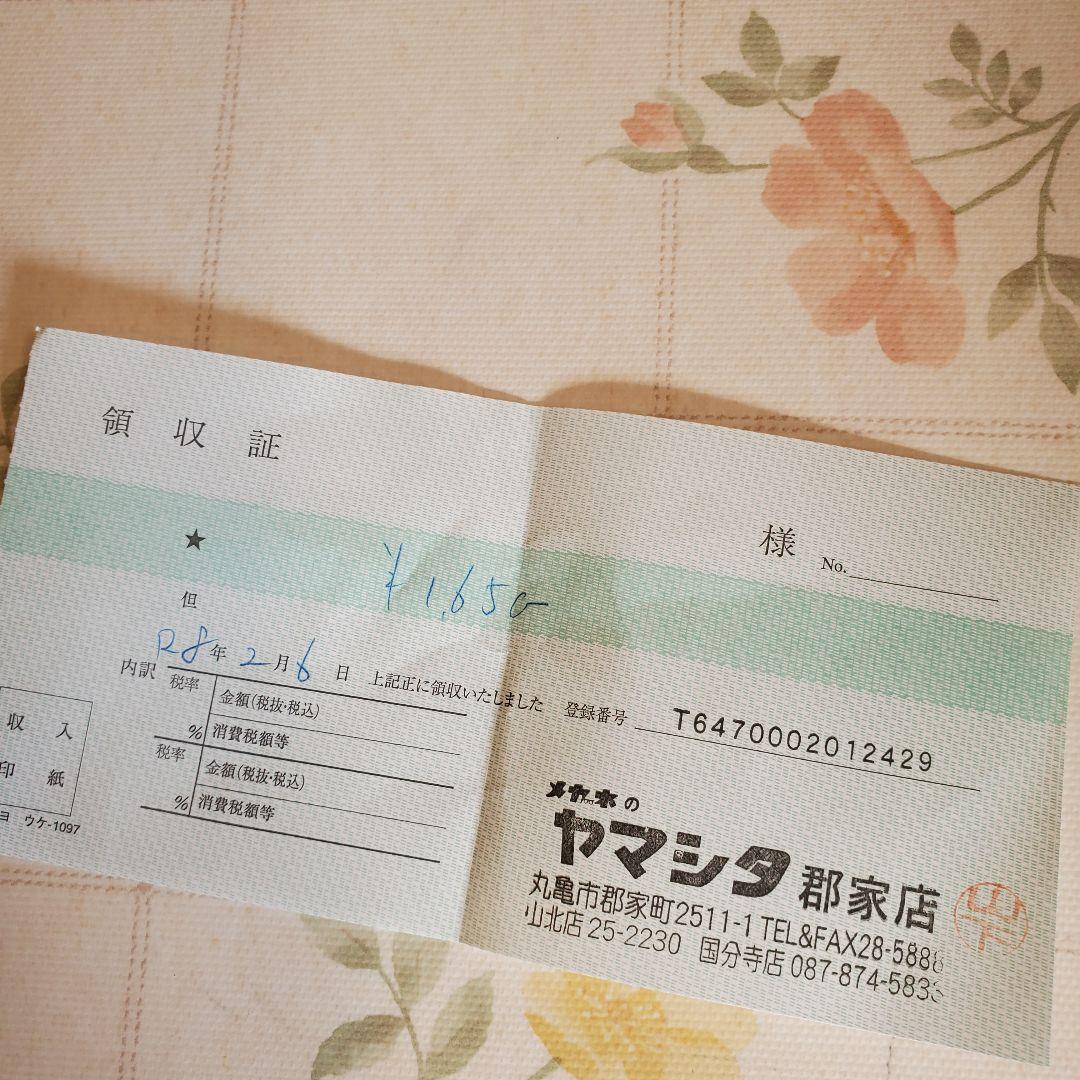 領収証
様
No.
★
¥1,650
但
R8年2月6日 上記正に領収いたしました
登録番号 T6470002012429
内訳
税率 金額(税抜・税込)
% 消費税額等
税率 金額(税抜・税込)
% 消費税額等
収入
印紙
ヨ ウケ-1097
メガネの
ヤマシタ 郡家店
丸亀市郡家町2511-1 TEL&FAX28-5888
山北店 25-2230 国分寺店 087-874-5833
山下